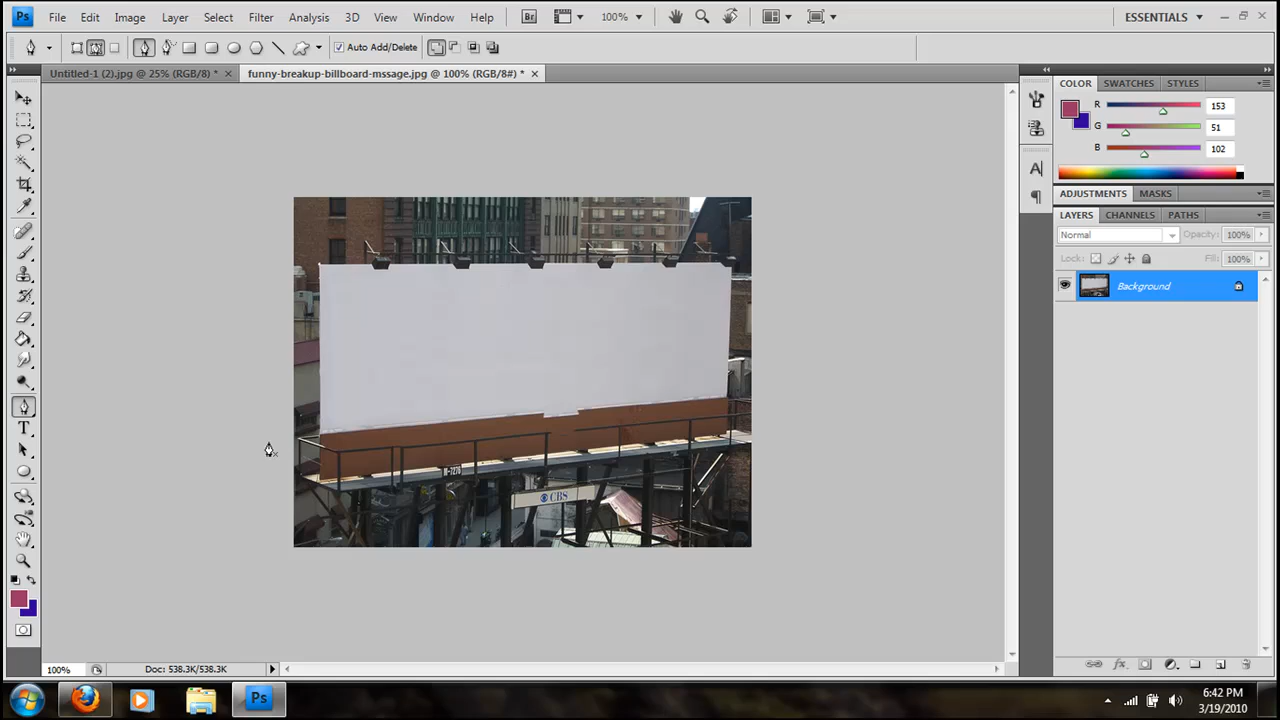 Ps File Edit Image Layer Select Filter Analysis 3D View Window Help Br 100% ESSENTIALS
Auto Add/Delete
Untitled-1 (2).jpg @ 25% (RGB/8) * funny-breakup-billboard-mssage.jpg @ 100% (RGB/8#) *
COLOR SWATCHES STYLES
R 153
G 51
B 102
ADJUSTMENTS MASKS
LAYERS CHANNELS PATHS
Normal Opacity: 100%
Lock: Fill: 100%
Background
CBS
100% Doc: 538.3K/538.3K
Ps
6:42 PM
3/19/2010